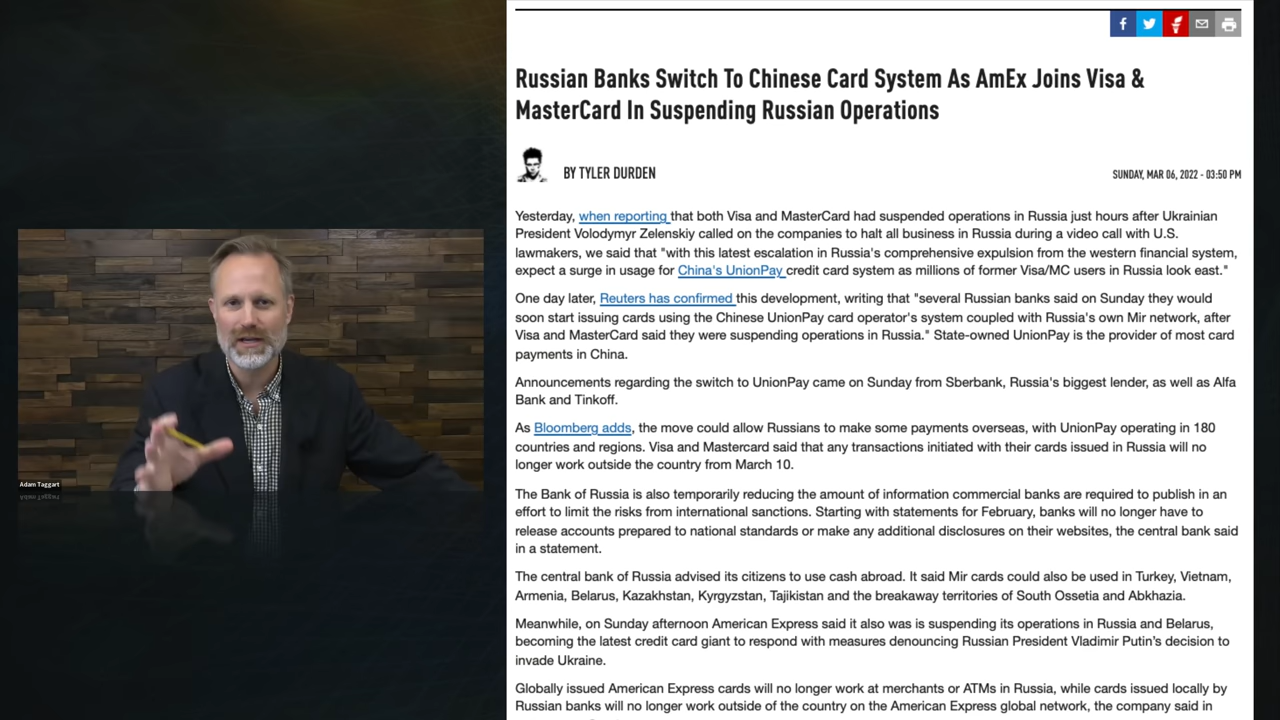 Russian Banks Switch To Chinese Card System As AmEx Joins Visa &
MasterCard In Suspending Russian Operations
BY TYLER DURDEN
SUNDAY, MAR 06, 2022 - 03:50 PM
Yesterday, when reporting that both Visa and MasterCard had suspended operations in Russia just hours after Ukrainian
President Volodymyr Zelenskiy called on the companies to halt all business in Russia during a video call with U.S.
lawmakers, we said that "with this latest escalation in Russia's comprehensive expulsion from the western financial system,
expect a surge in usage for China's UnionPay credit card system as millions of former Visa/MC users in Russia look east."
One day later, Reuters has confirmed this development, writing that "several Russian banks said on Sunday they would
soon start issuing cards using the Chinese UnionPay card operator's system coupled with Russia's own Mir network, after
Visa and MasterCard said they were suspending operations in Russia." State-owned UnionPay is the provider of most card
payments in China.
Announcements regarding the switch to UnionPay came on Sunday from Sberbank, Russia's biggest lender, as well as Alfa
Bank and Tinkoff.
As Bloomberg adds, the move could allow Russians to make some payments overseas, with UnionPay operating in 180
countries and regions. Visa and Mastercard said that any transactions initiated with their cards issued in Russia will no
longer work outside the country from March 10.
The Bank of Russia is also temporarily reducing the amount of information commercial banks are required to publish in an
effort to limit the risks from international sanctions. Starting with statements for February, banks will no longer have to
release accounts prepared to national standards or make any additional disclosures on their websites, the central bank said
in a statement.
The central bank of Russia advised its citizens to use cash abroad. It said Mir cards could also be used in Turkey, Vietnam,
Armenia, Belarus, Kazakhstan, Kyrgyzstan, Tajikistan and the breakaway territories of South Ossetia and Abkhazia.
Meanwhile, on Sunday afternoon American Express said it also was is suspending its operations in Russia and Belarus,
becoming the latest credit card giant to respond with measures denouncing Russian President Vladimir Putin's decision to
invade Ukraine.
Globally issued American Express cards will no longer work at merchants or ATMs in Russia, while cards issued locally by
Russian banks will no longer work outside of the country on the American Express global network, the company said in
Adam Taggart